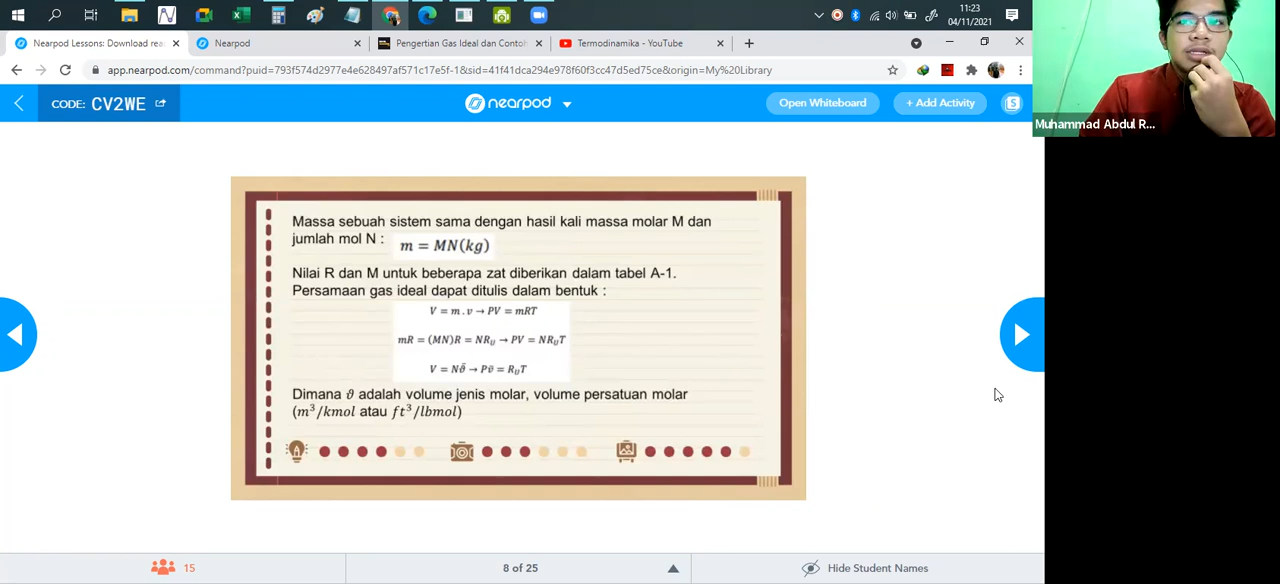 11:23
04/11/2021
Nearpod Lessons: Download rea
Nearpod
Pengertian Gas Ideal dan Contoh
Termodinamika - YouTube
app.nearpod.com/command?puid=793f574d2977e4e628497af571c17e5f-1&sid=41f41dca294e978f60f3cc47d5ed75ce&origin=My%20Library
CODE: CV2WE
nearpod
Open Whiteboard
+ Add Activity
S
Muhammad Abdul R...
Massa sebuah sistem sama dengan hasil kali massa molar M dan
jumlah mol N : m = MN(kg)
Nilai R dan M untuk beberapa zat diberikan dalam tabel A-1.
Persamaan gas ideal dapat ditulis dalam bentuk :
V = m . v → PV = mRT
mR = (MN)R = NR_U → PV = NR_UT
V = Nϑ̄ → Pῡ = R_UT
Dimana ϑ adalah volume jenis molar, volume persatuan molar
(m³/kmol atau ft³/lbmol)
15
8 of 25
Hide Student Names